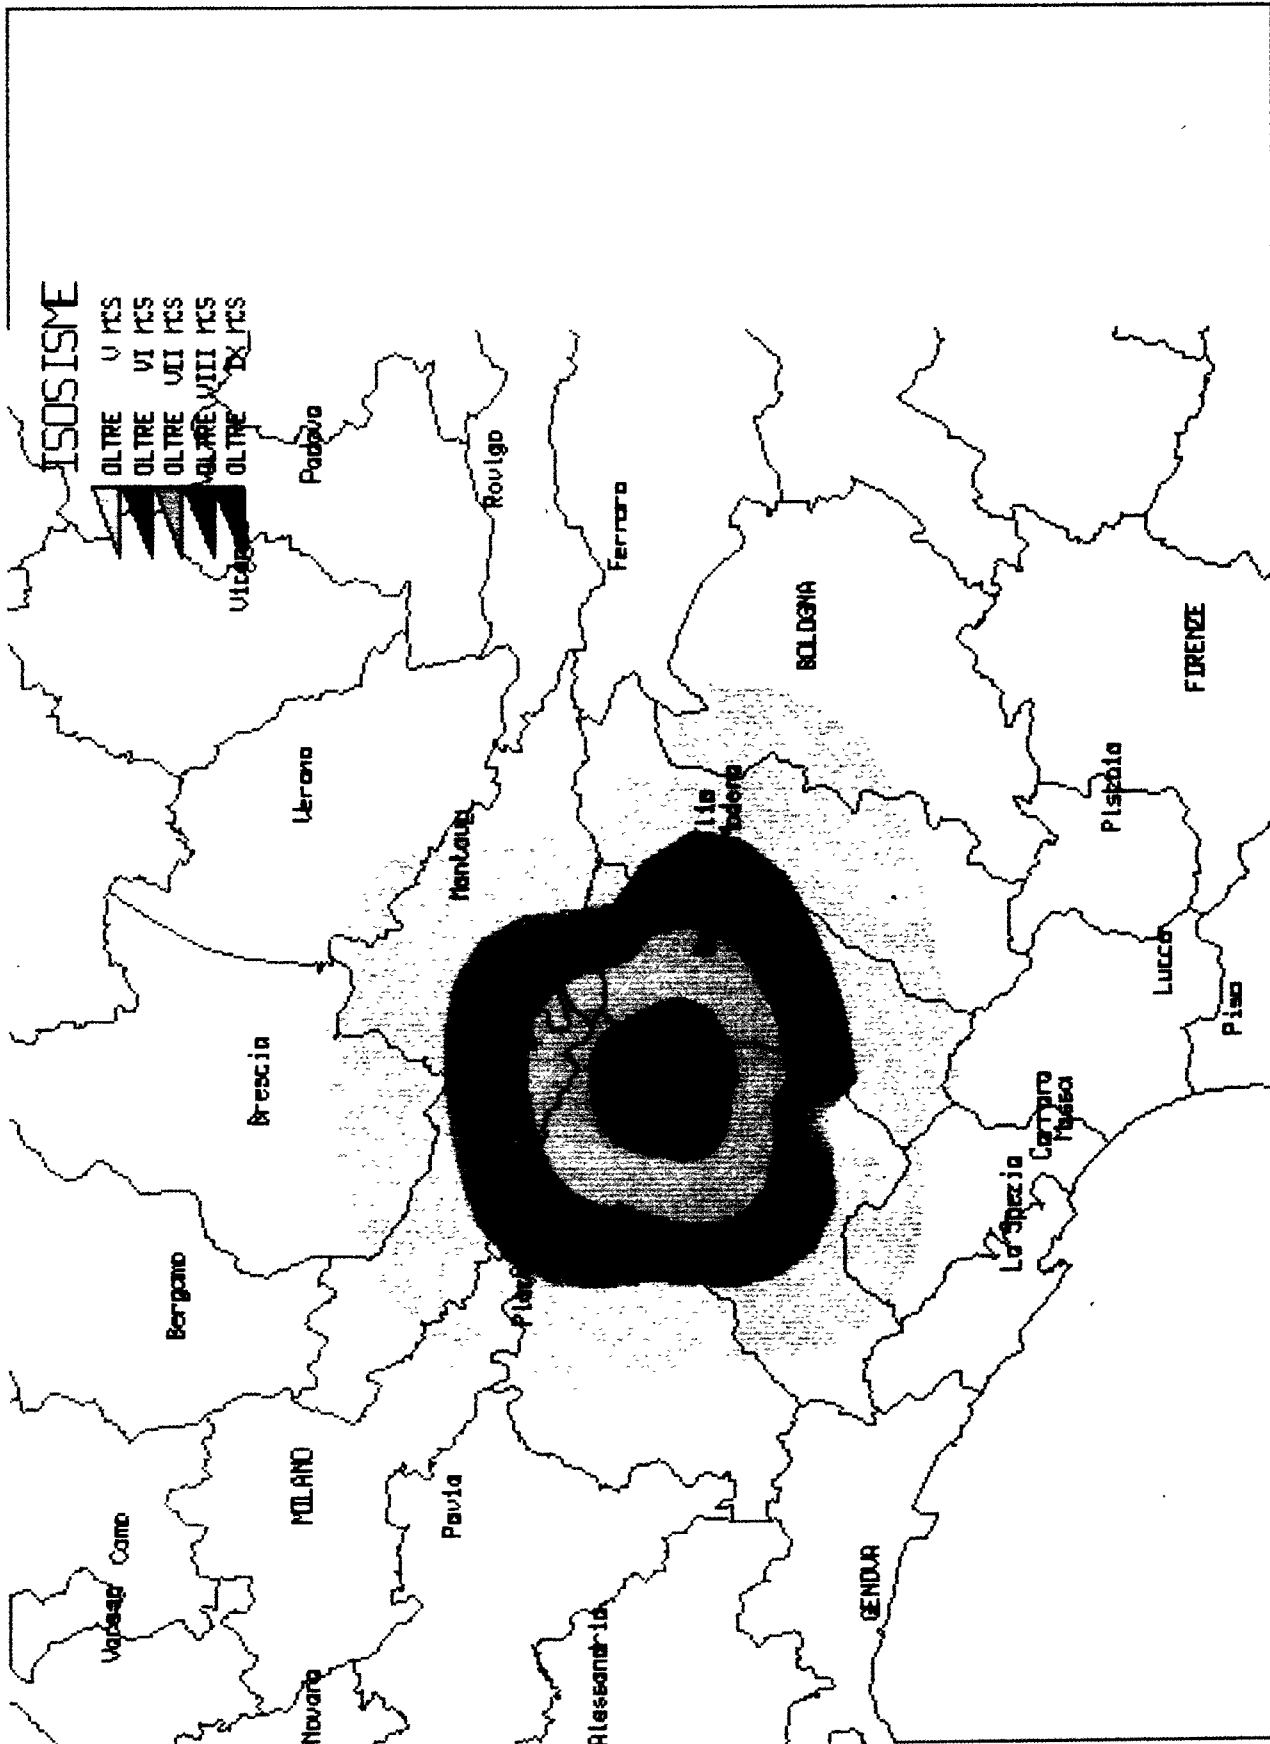 ISOSISME
OLTRE V MCS
OLTRE VI MCS
OLTRE VII MCS
OLTRE VIII MCS
OLTRE IX MCS
Varese
Como
Bergamo
Brescia
Verona
Padova
Novara
MILANO
Pavia
Mantova
Rovigo
Ferrara
Alessandria
Modena
BOLOGNA
GENOVA
La Spezia
Carrara
Massa
Pistoia
Lucca
Pisa
FIRENZE